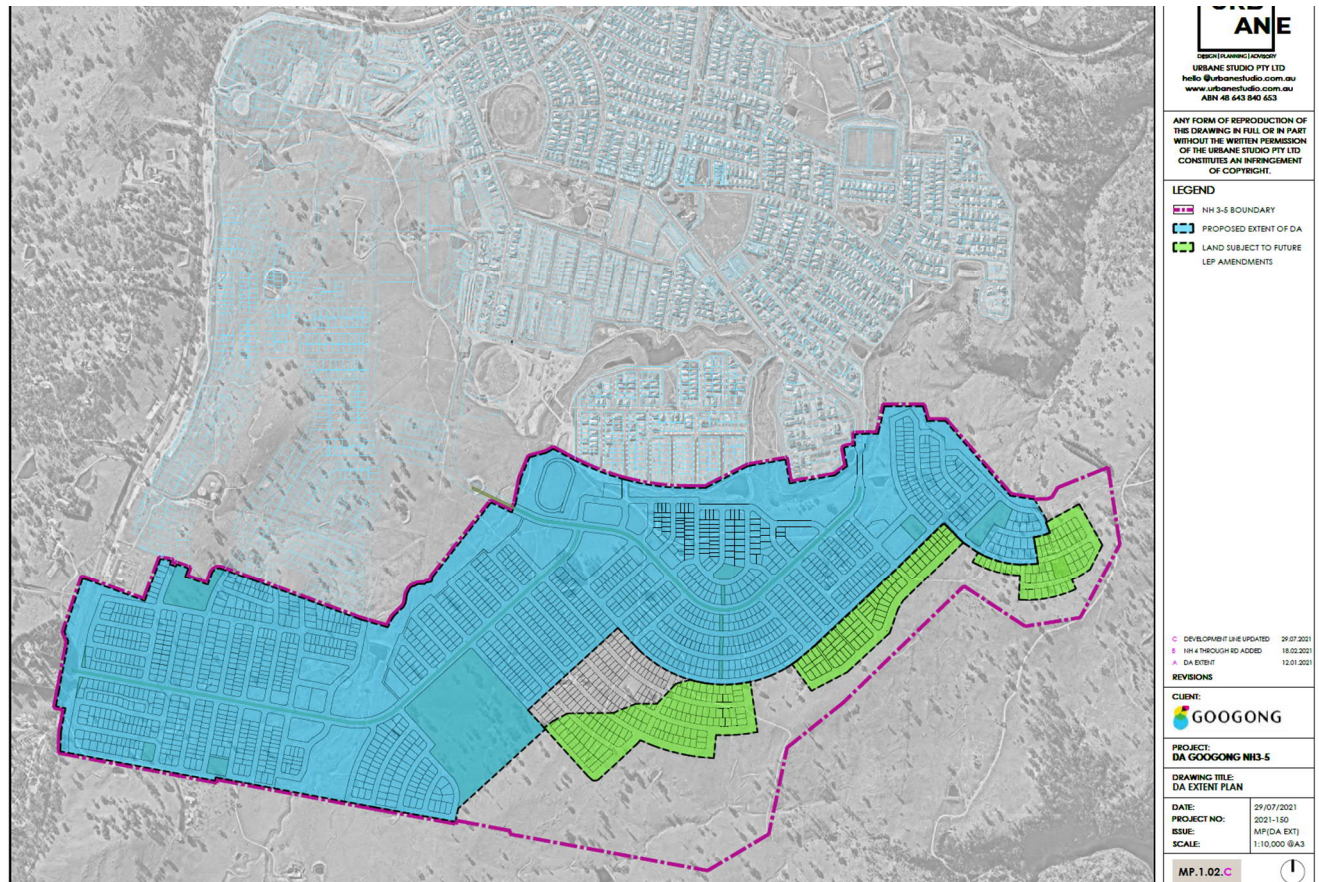 URB
ANE
DESIGN|PLANNING|ADVISORY
URBANE STUDIO PTY LTD
hello @urbanestudio.com.au
www.urbanestudio.com.au
ABN 48 643 840 653
ANY FORM OF REPRODUCTION OF
THIS DRAWING IN FULL OR IN PART
WITHOUT THE WRITTEN PERMISSION
OF THE URBANE STUDIO PTY LTD
CONSTITUTES AN INFRINGEMENT
OF COPYRIGHT.
LEGEND
NH 3-5 BOUNDARY
PROPOSED EXTENT OF DA
LAND SUBJECT TO FUTURE
LEP AMENDMENTS
C DEVELOPMENT LINE UPDATED 29.07.2021
B NH 4 THROUGH RD ADDED 18.02.2021
A DA EXTENT 12.01.2021
REVISIONS
CLIENT:
GOOGONG
PROJECT:
DA GOOGONG NH3-5
DRAWING TITLE:
DA EXTENT PLAN
DATE: 29/07/2021
PROJECT NO: 2021-150
ISSUE: MP(DA EXT)
SCALE: 1:10,000 @A3
MP.1.02.C